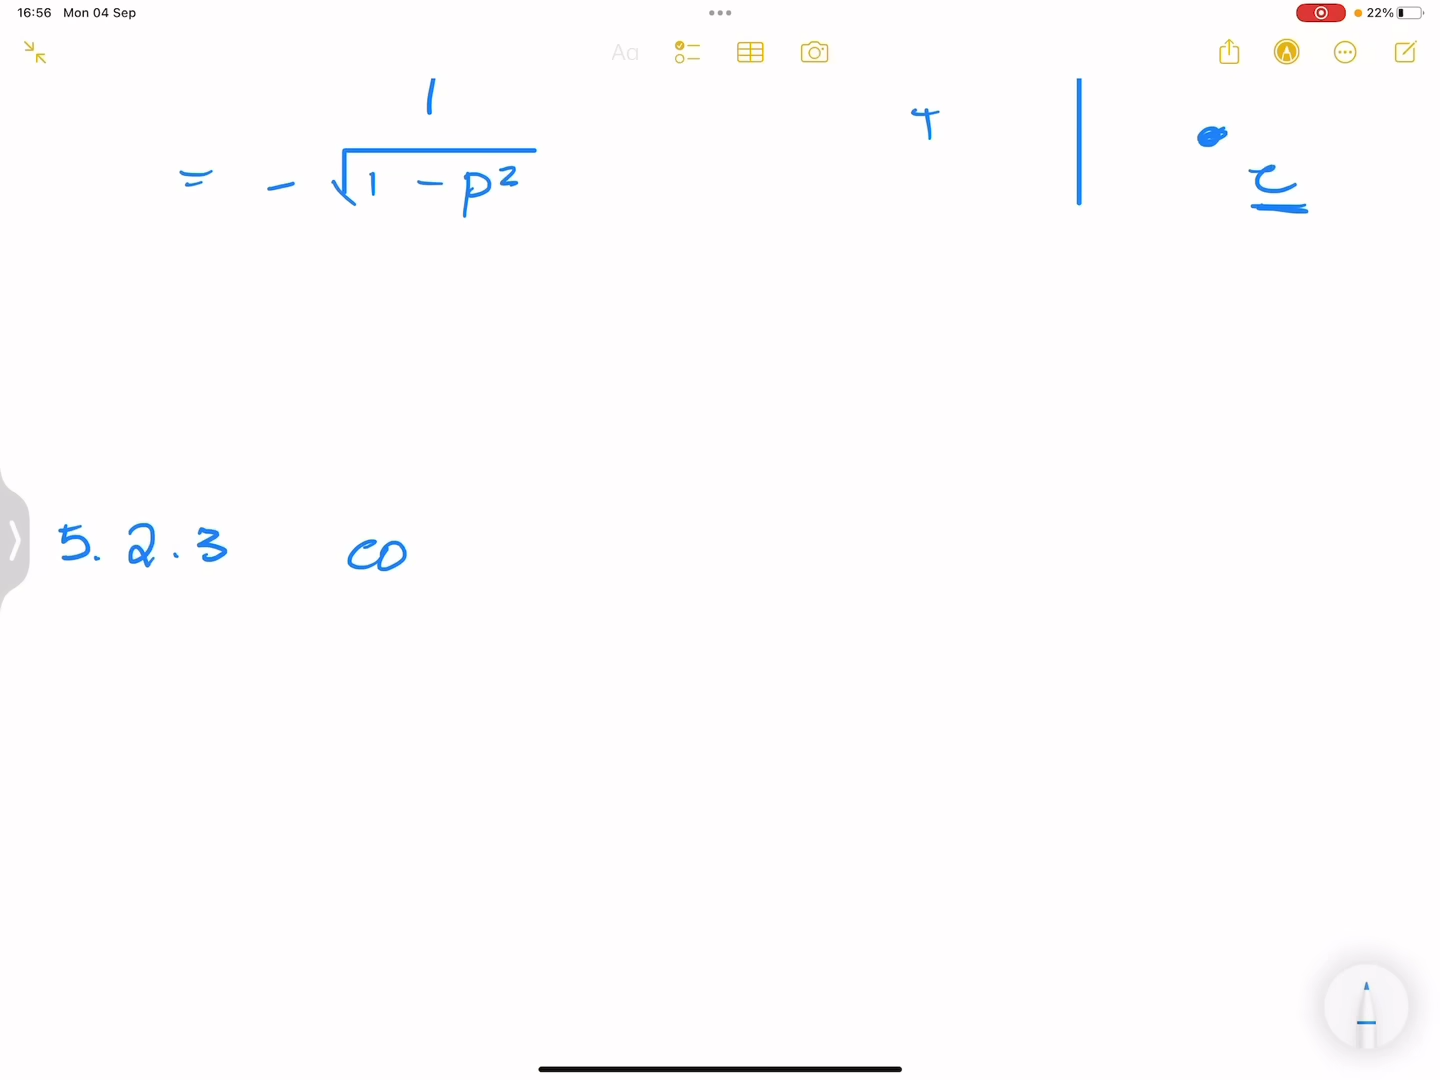 16:56 Mon 04 Sep
22%
Aa
1
= - √1 - p²
T
c
5.2.3 co